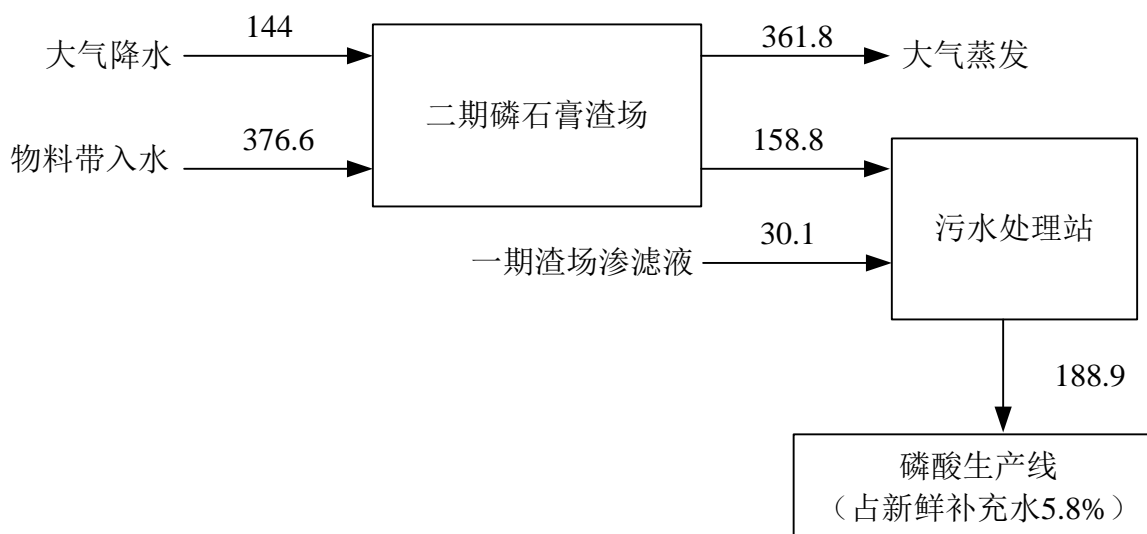 大气降水
144
361.8
大气蒸发
二期磷石膏渣场
物料带入水
376.6
158.8
污水处理站
一期渣场渗滤液
30.1
188.9
磷酸生产线
（占新鲜补充水5.8%）